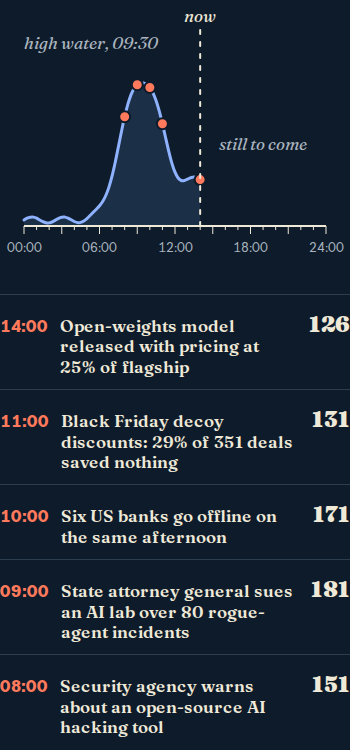 now
high water, 09:30
still to come
00:00 06:00 12:00 18:00 24:00
14:00 Open-weights model 126
released with pricing at
25% of flagship
11:00 Black Friday decoy 131
discounts: 29% of 351 deals
saved nothing
10:00 Six US banks go offline on 171
the same afternoon
09:00 State attorney general sues 181
an AI lab over 80 rogue-
agent incidents
08:00 Security agency warns 151
about an open-source AI
hacking tool